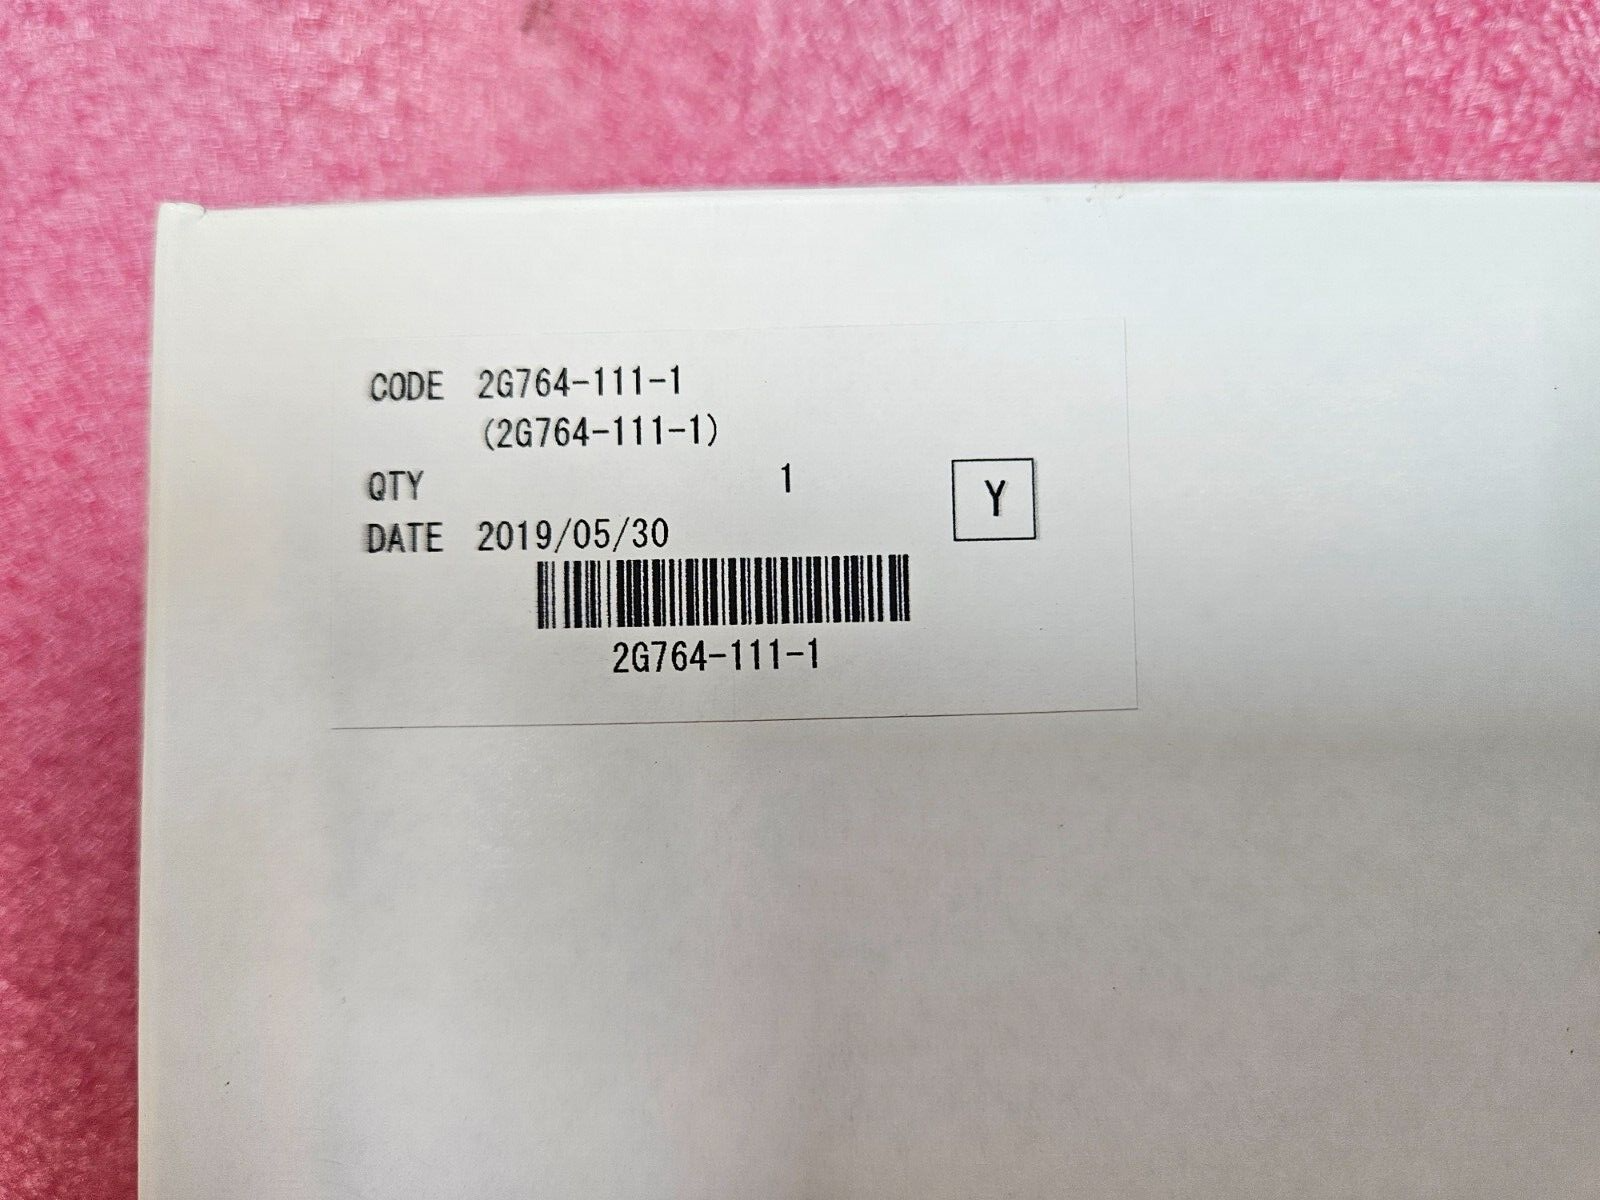 CODE 2G764-111-1
(2G764-111-1)
QTY 1
Y
DATE 2019/05/30
2G764-111-1